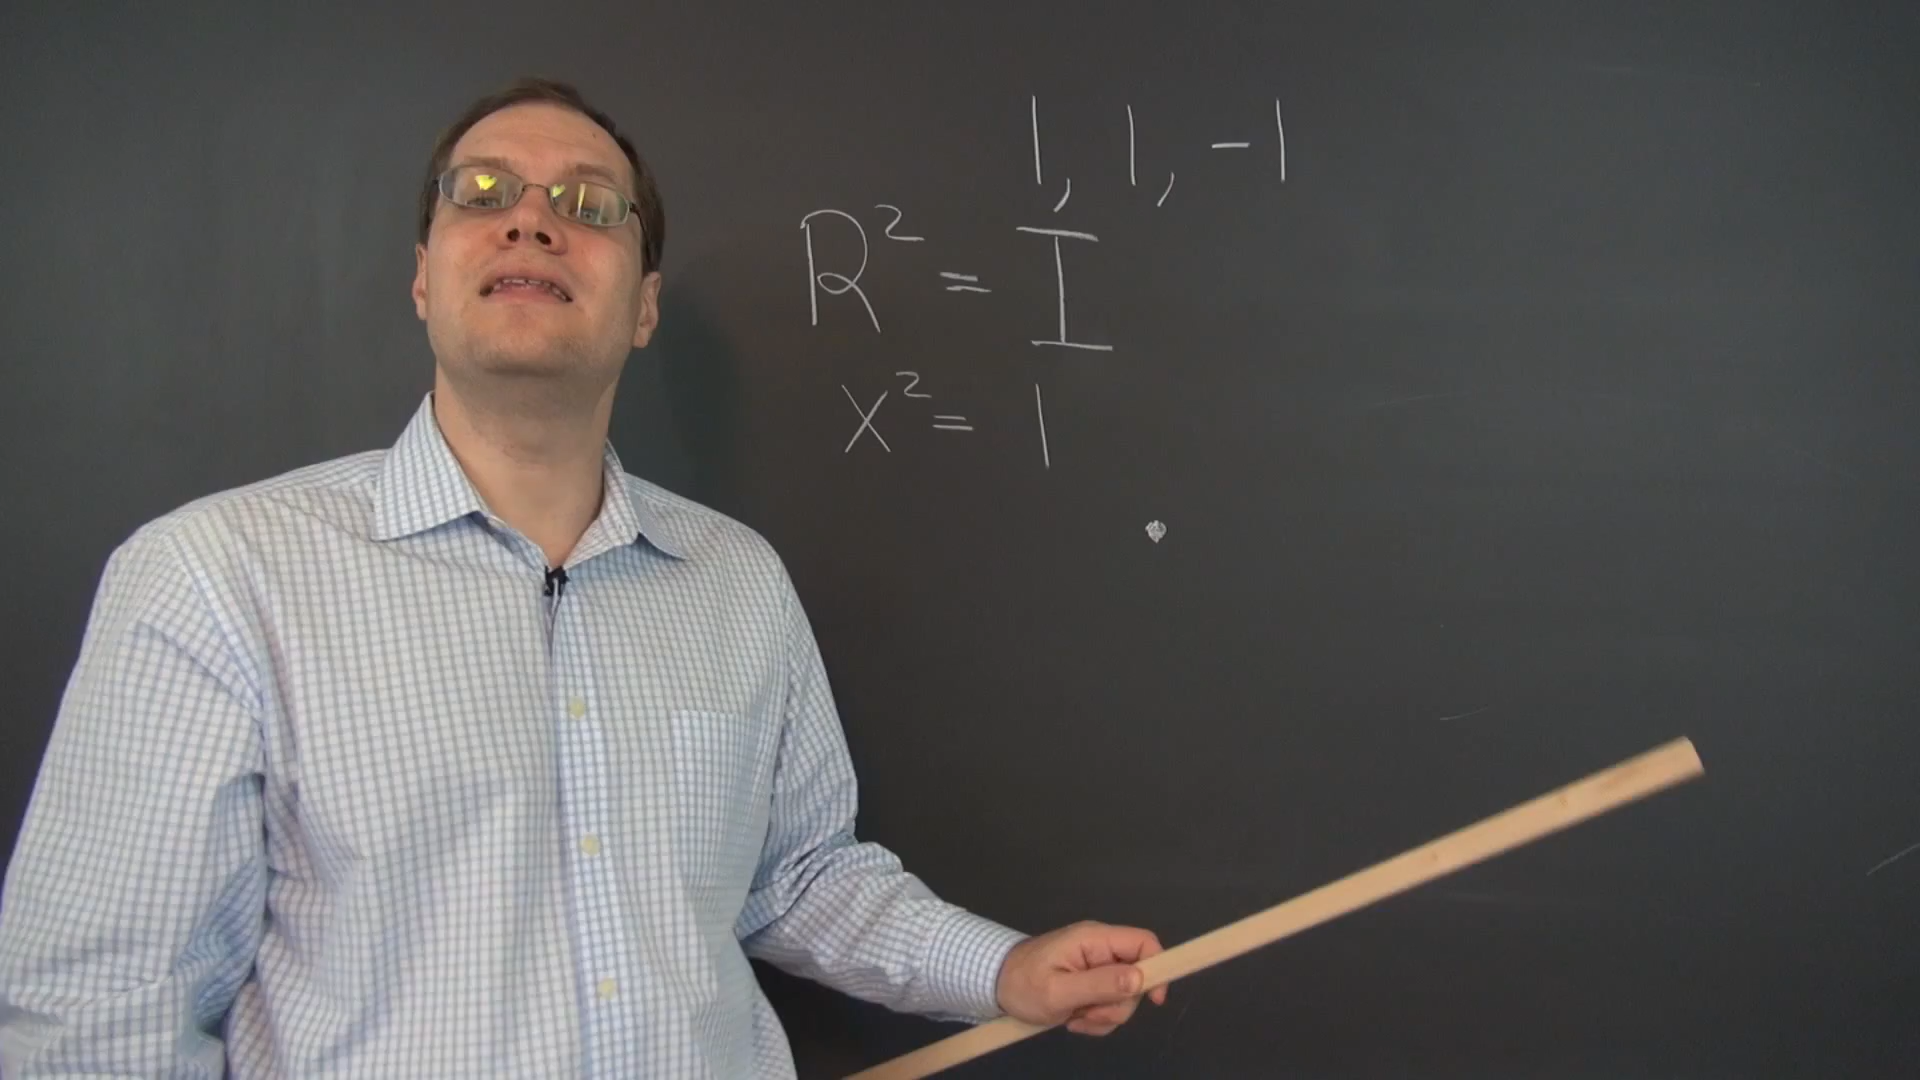 1, 1, -1
R² = I
x² = 1